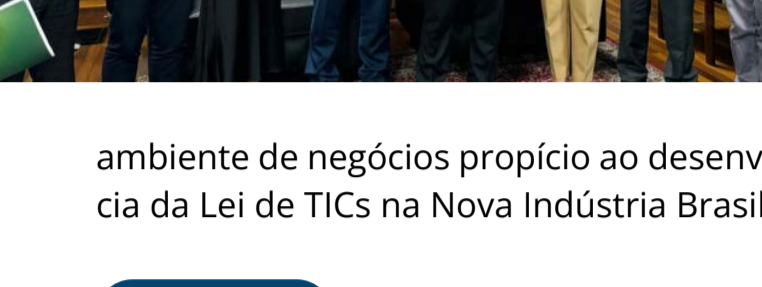 ambiente de negócios propício ao desenv
cia da Lei de TICs na Nova Indústria Brasil